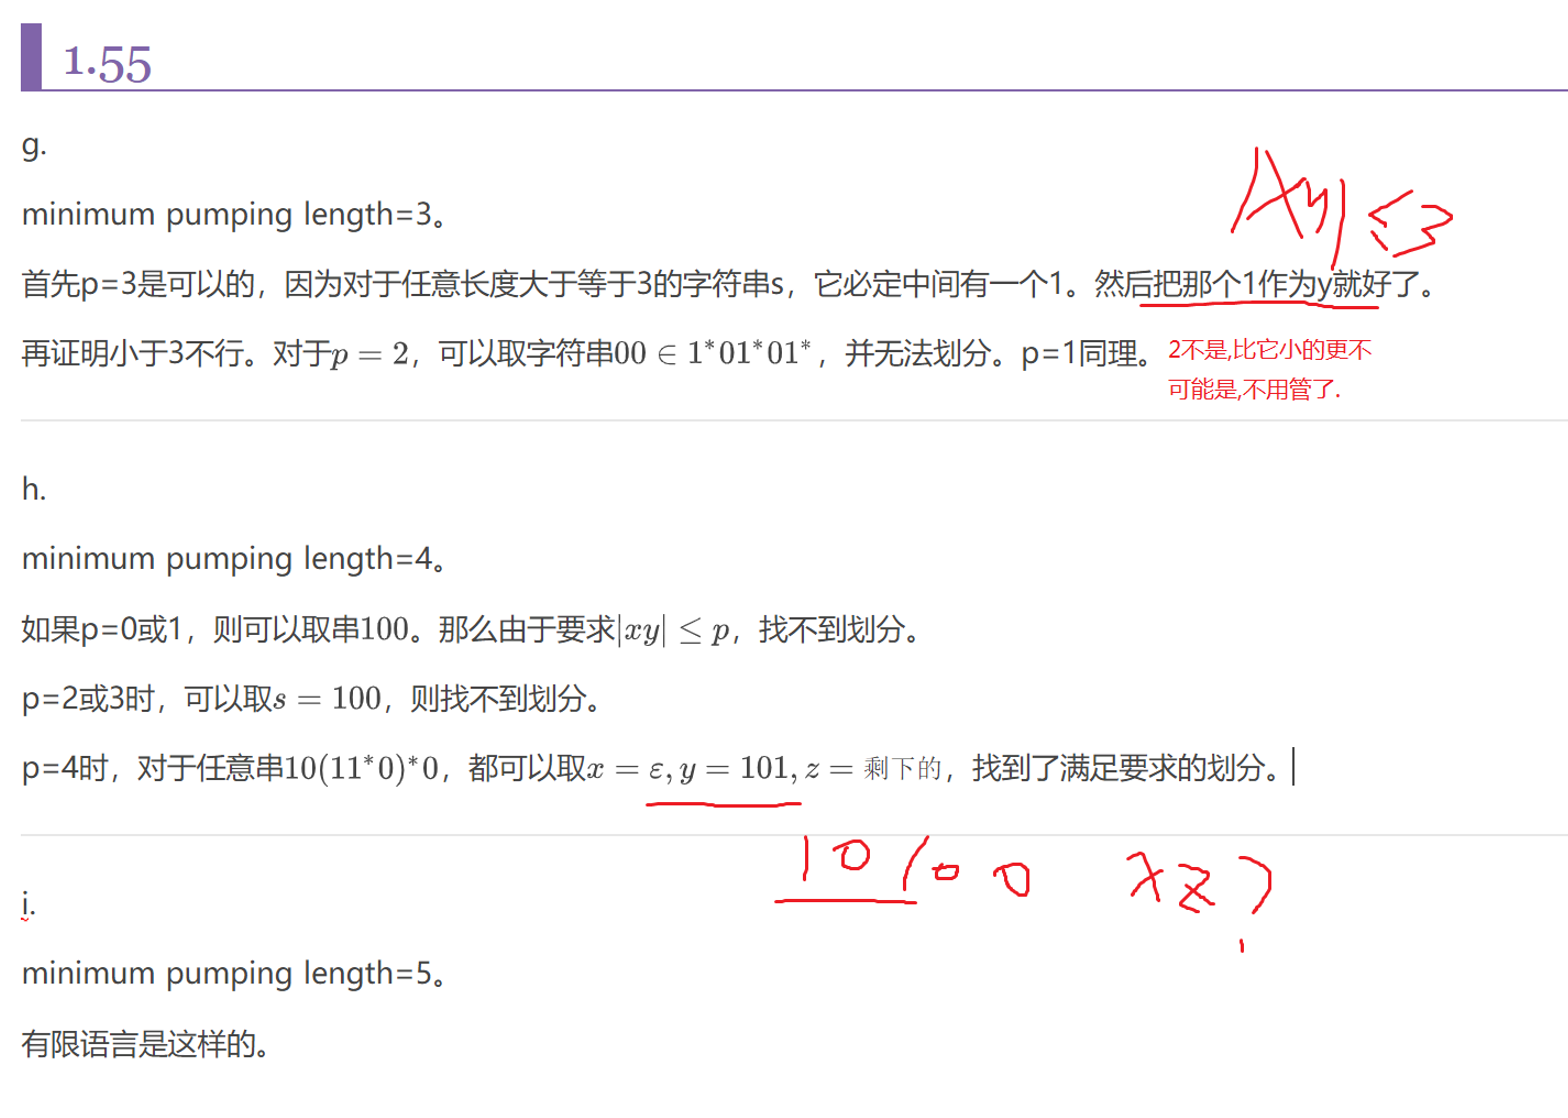 1.55
g.
minimum pumping length=3。
首先p=3是可以的，因为对于任意长度大于等于3的字符串s，它必定中间有一个1。然后把那个1作为y就好了。
再证明小于3不行。对于p = 2，可以取字符串00 ∈ 1*01*01*，并无法划分。p=1同理。
2不是,比它小的更不
可能是,不用管了.
h.
minimum pumping length=4。
如果p=0或1，则可以取串100。那么由于要求|xy| ≤ p，找不到划分。
p=2或3时，可以取s = 100，则找不到划分。
p=4时，对于任意串10(11*0)*0，都可以取x = ε, y = 101, z = 剩下的，找到了满足要求的划分。
10100 xz?
i.
minimum pumping length=5。
有限语言是这样的。